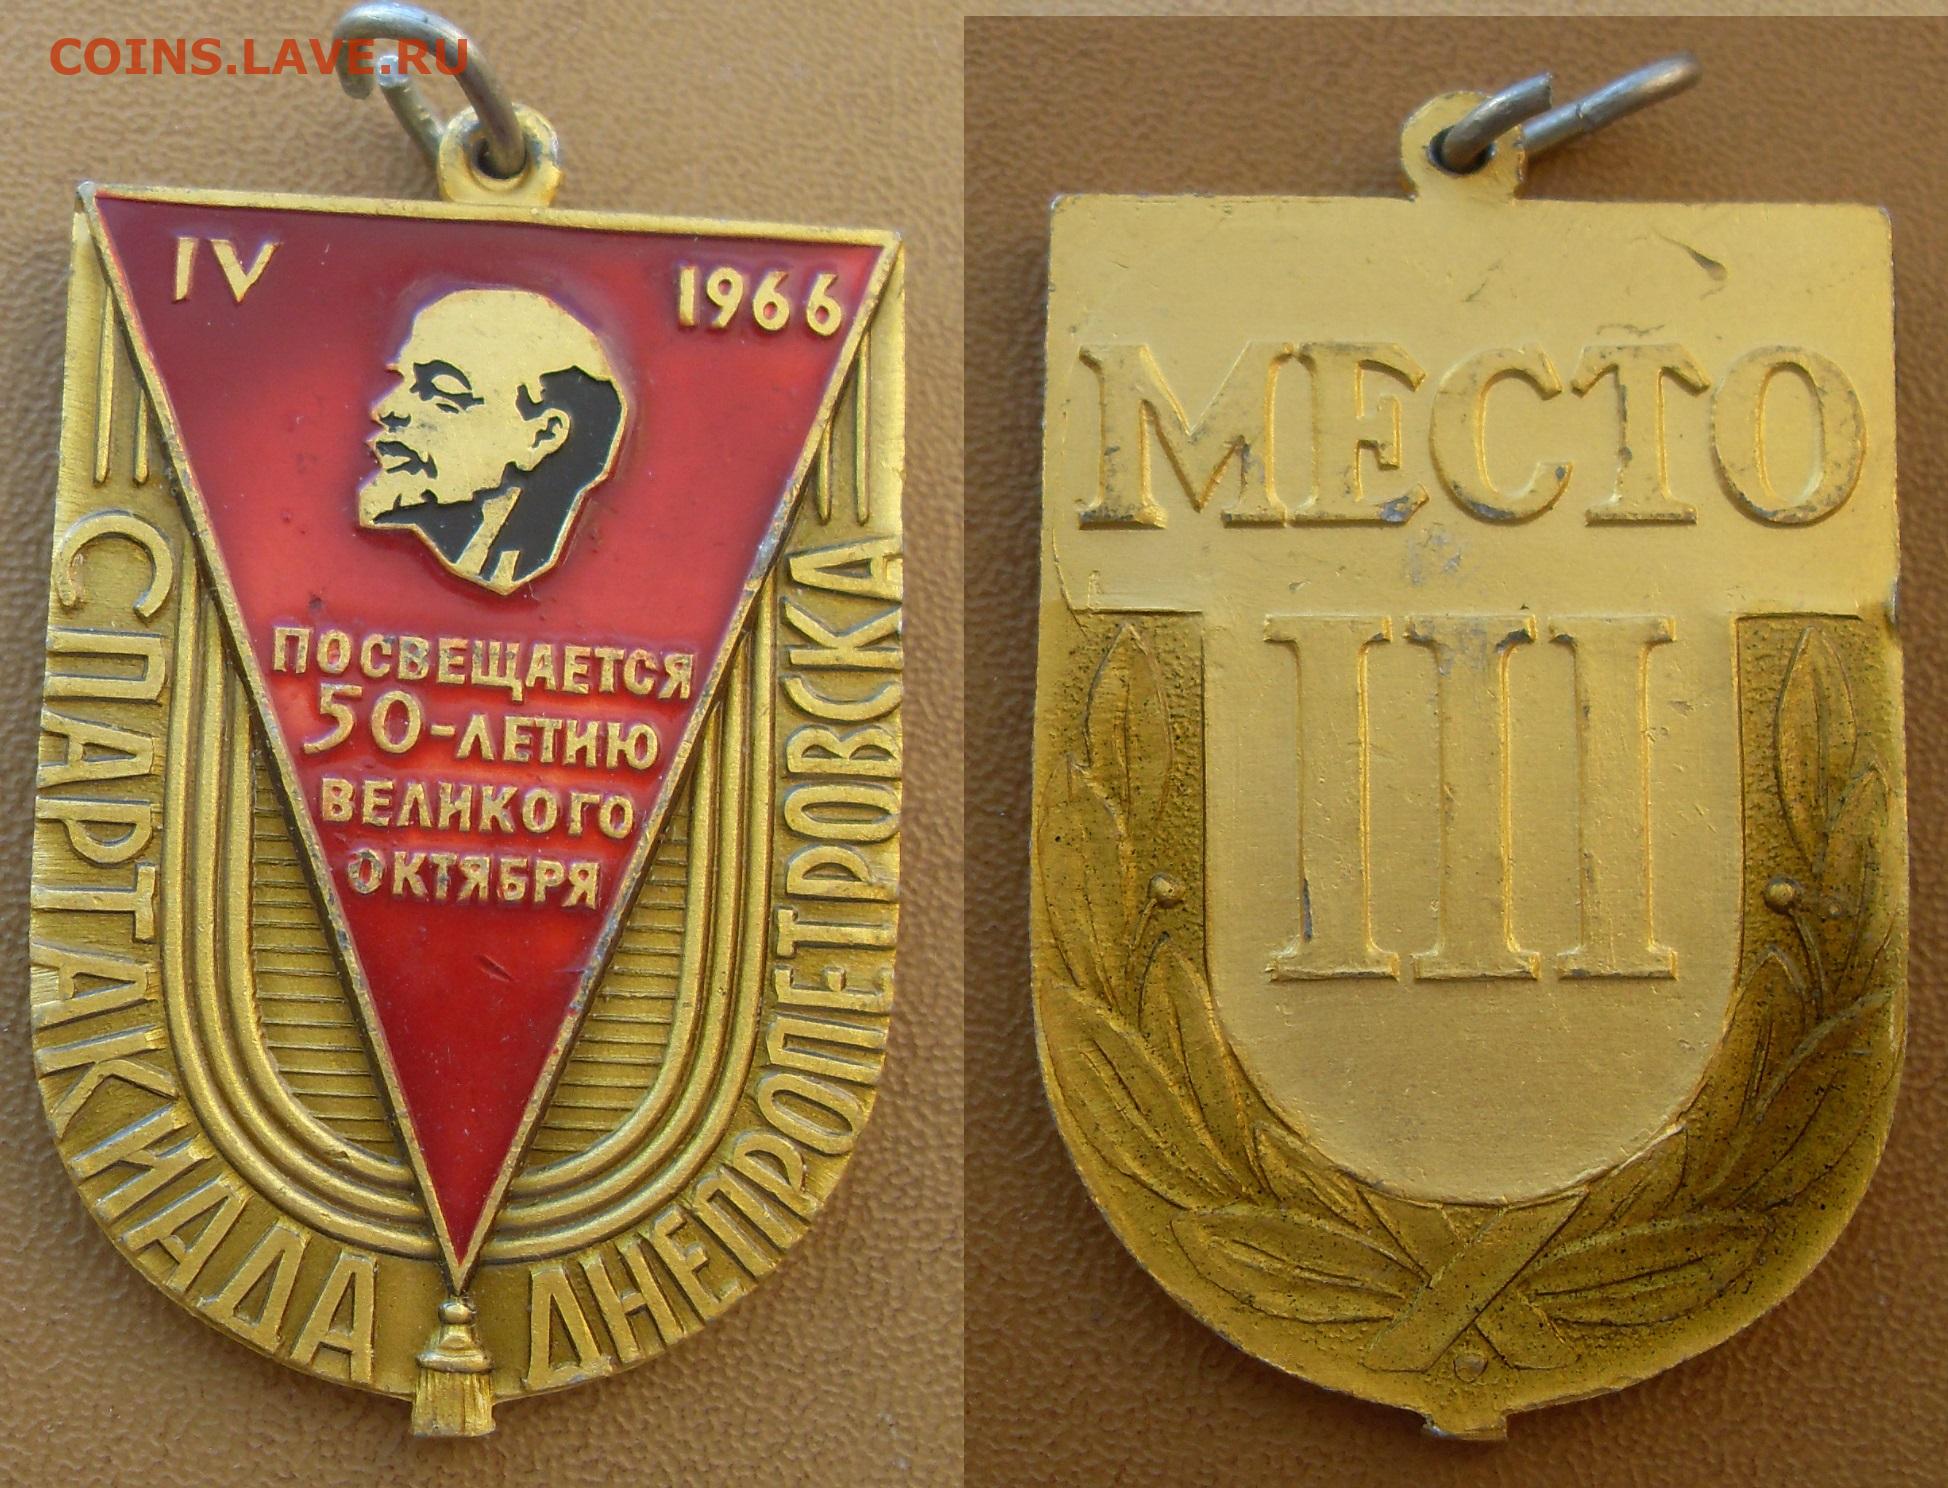 COINS.LAVE.RU
IV 1966
ПОСВЕЩАЕТСЯ
50-ЛЕТИЮ
ВЕЛИКОГО
ОКТЯБРЯ
СПАРТАКИАДА ДНЕПРОПЕТРОВСКА
МЕСТО
III